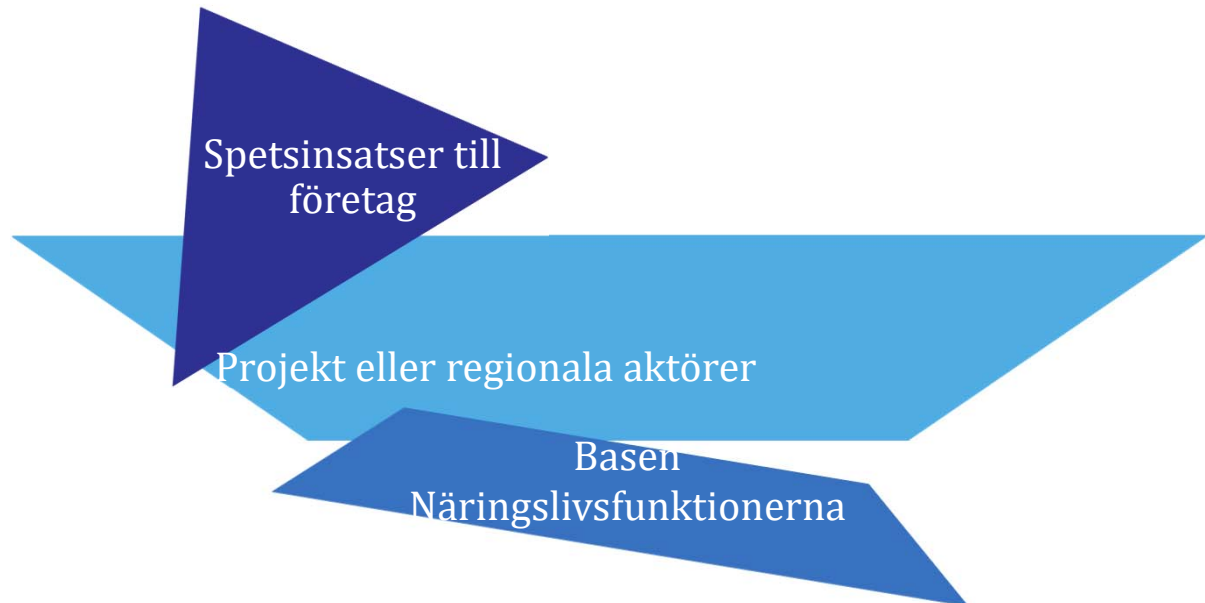 Spetsinsatser till
företag
Projekt eller regionala aktörer
Basen
Näringslivsfunktionerna